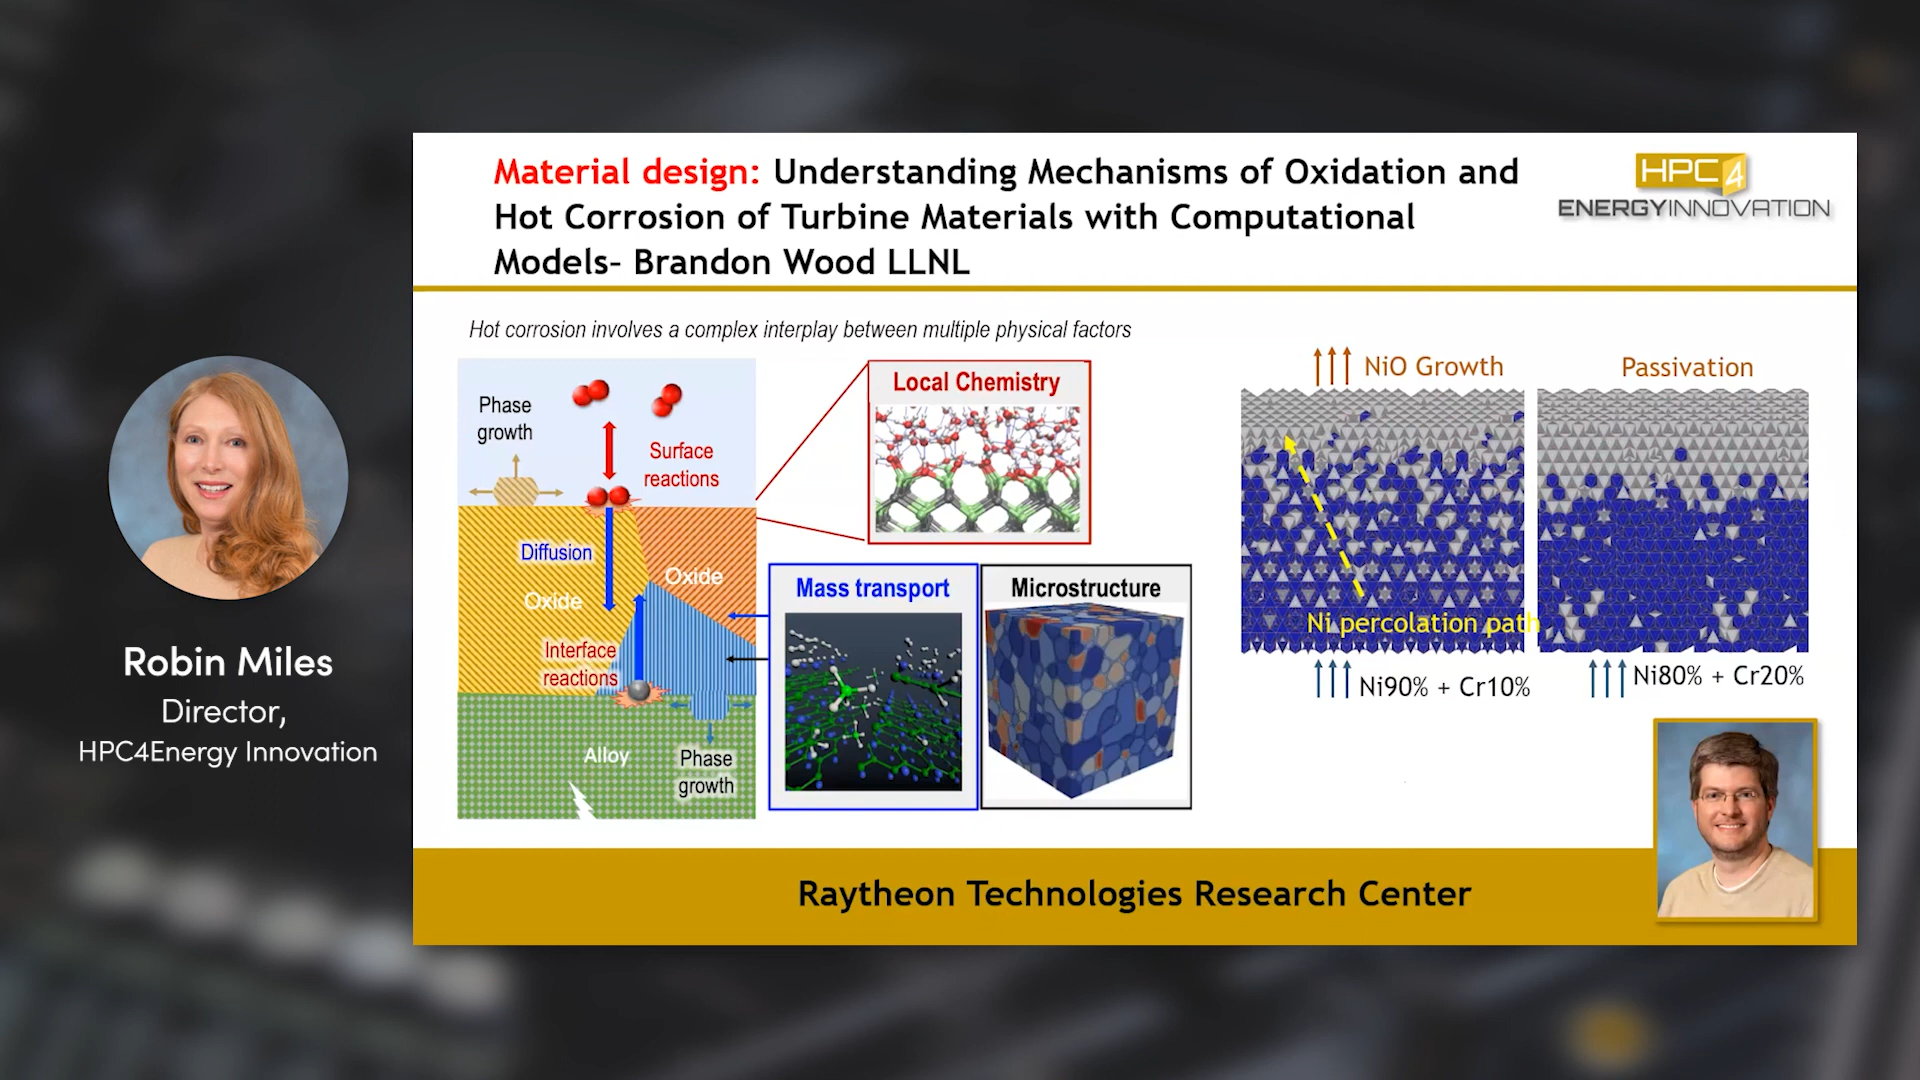 Robin Miles
Director,
HPC4Energy Innovation
Material design: Understanding Mechanisms of Oxidation and
Hot Corrosion of Turbine Materials with Computational
Models– Brandon Wood LLNL
HPC4
ENERGYINNOVATION
Hot corrosion involves a complex interplay between multiple physical factors
Phase
growth
Surface
reactions
Diffusion
Oxide
Oxide
Interface
reactions
Alloy
Phase
growth
Local Chemistry
Mass transport
Microstructure
NiO Growth
Passivation
Ni percolation path
Ni90% + Cr10%
Ni80% + Cr20%
Raytheon Technologies Research Center